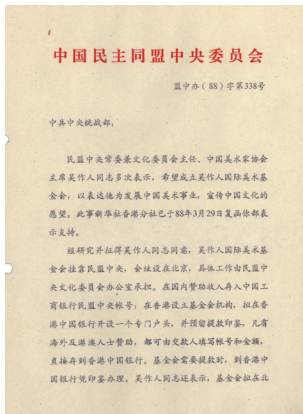 中国民主同盟中央委员会
盟中办（88）字第338号
中共中央统战部：
民盟中央常委兼文化委员会主任、中国美术家协会
主席吴作人同志多次表示，希望成立吴作人国际美术基
金会，以表达他为发展中国美术事业，宣传中国文化的
愿望。此事新华社香港分社已于88年3月29日复函你部表
示支持。
经研究并征得吴作人同志同意，吴作人国际美术基
金会挂靠民盟中央，会址设在北京，具体工作由民盟中
央文化委员会办公室承担。在国内赞助收入存入中国工
商银行民盟中央帐号；在香港设立基金会机构，拟在香
港中国银行开设一个专门户头，并预留提款印鉴，凡有
海外及港澳人士赞助，都可由交款人填写帐号和金额，
直接存到香港中国银行。基金会需要提款时，到香港中
国银行凭印鉴办理。吴作人同志还表示，基金会拟在北